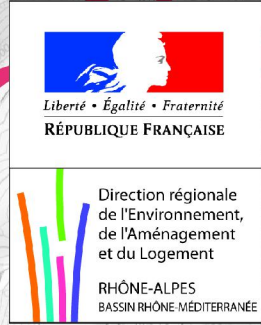 Liberté • Égalité • Fraternité
RÉPUBLIQUE FRANÇAISE
Direction régionale
de l'Environnement,
de l'Aménagement
et du Logement
RHÔNE-ALPES
BASSIN RHÔNE-MÉDITERRANÉE